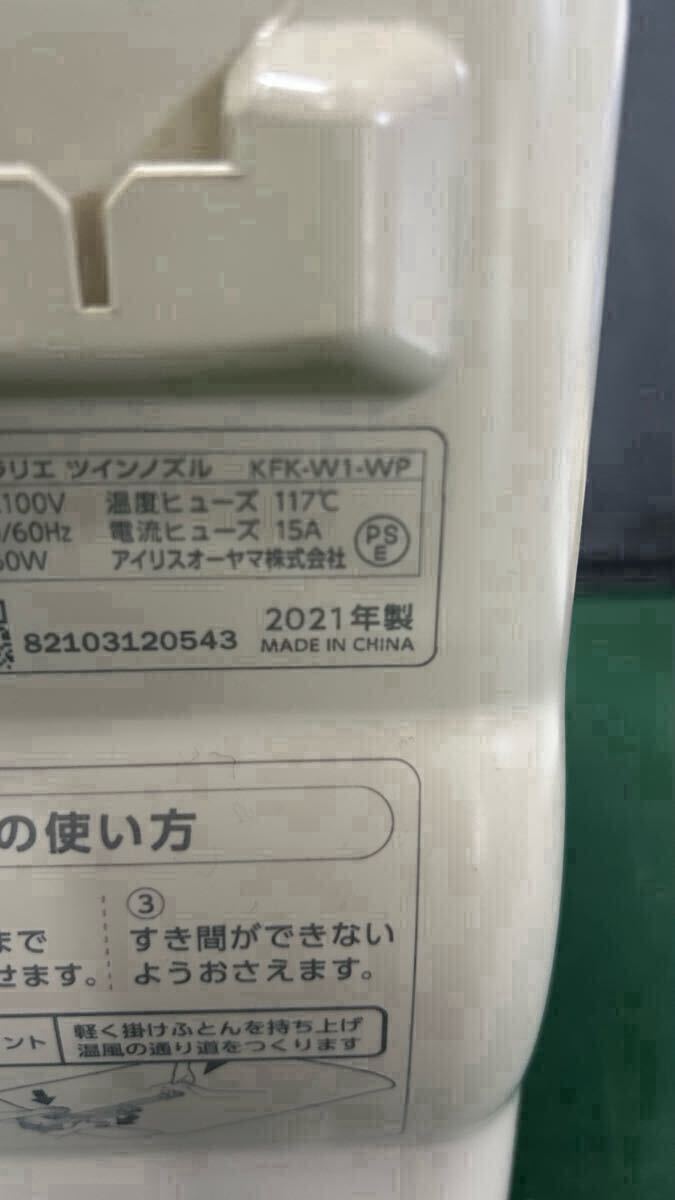 ラリエ ツインノズル KFK-W1-WP
100V 温度ヒューズ 117℃
/60Hz 電流ヒューズ 15A
60W アイリスオーヤマ株式会社
PS
E
82103120543 2021年製
MADE IN CHINA
の使い方
③
まで すき間ができない
せます。 ようおさえます。
ント 軽く掛けふとんを持ち上げ
温風の通り道をつくります